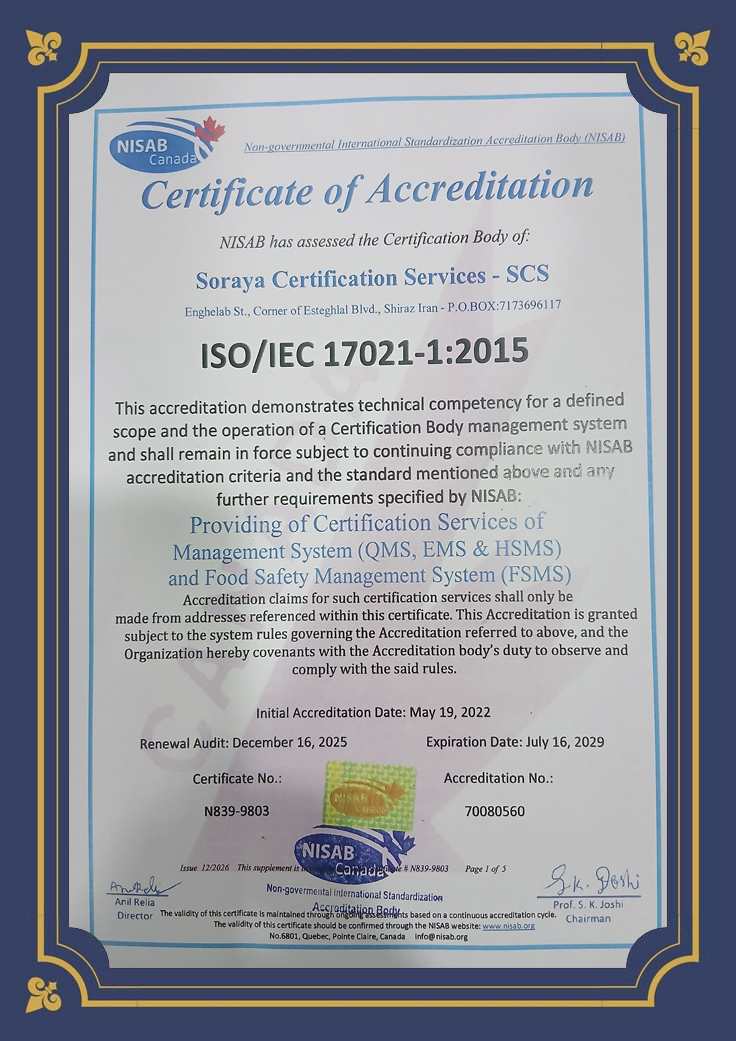 NISAB
Canada
Non-governmental International Standardization Accreditation Body (NISAB)
Certificate of Accreditation
NISAB has assessed the Certification Body of:
Soraya Certification Services - SCS
Enghelab St., Corner of Esteghlal Blvd., Shiraz Iran - P.O.BOX:7173696117
ISO/IEC 17021-1:2015
This accreditation demonstrates technical competency for a defined
scope and the operation of a Certification Body management system
and shall remain in force subject to continuing compliance with NISAB
accreditation criteria and the standard mentioned above and any
further requirements specified by NISAB:
Providing of Certification Services of
Management System (QMS, EMS & HSMS)
and Food Safety Management System (FSMS)
Accreditation claims for such certification services shall only be
made from addresses referenced within this certificate. This Accreditation is granted
subject to the system rules governing the Accreditation referred to above, and the
Organization hereby covenants with the Accreditation body's duty to observe and
comply with the said rules.
Initial Accreditation Date: May 19, 2022
Renewal Audit: December 16, 2025 Expiration Date: July 16, 2029
Certificate No.: Accreditation No.:
N839-9803 70080560
NISAB
Canada
NISAB
Canada
Issue 12/2026 This supplement is # N839-9803 Page 1 of 5
S.K. Joshi
Anil Relia
Director
Non-govermental International Standardization
Accreditation Body
Prof. S. K. Joshi
Chairman
The validity of this certificate is maintained through ongoing assessments based on a continuous accreditation cycle.
The validity of this certificate should be confirmed through the NISAB website: www.nisab.org
No.6801, Quebec, Pointe Claire, Canada info@nisab.org